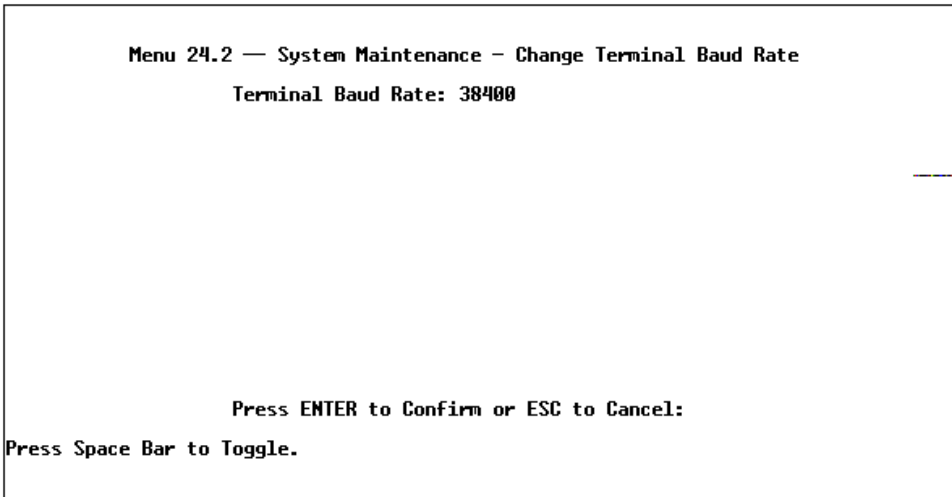 Menu 24.2 –– System Maintenance - Change Terminal Baud Rate
Terminal Baud Rate: 38400
Press ENTER to Confirm or ESC to Cancel:
Press Space Bar to Toggle.